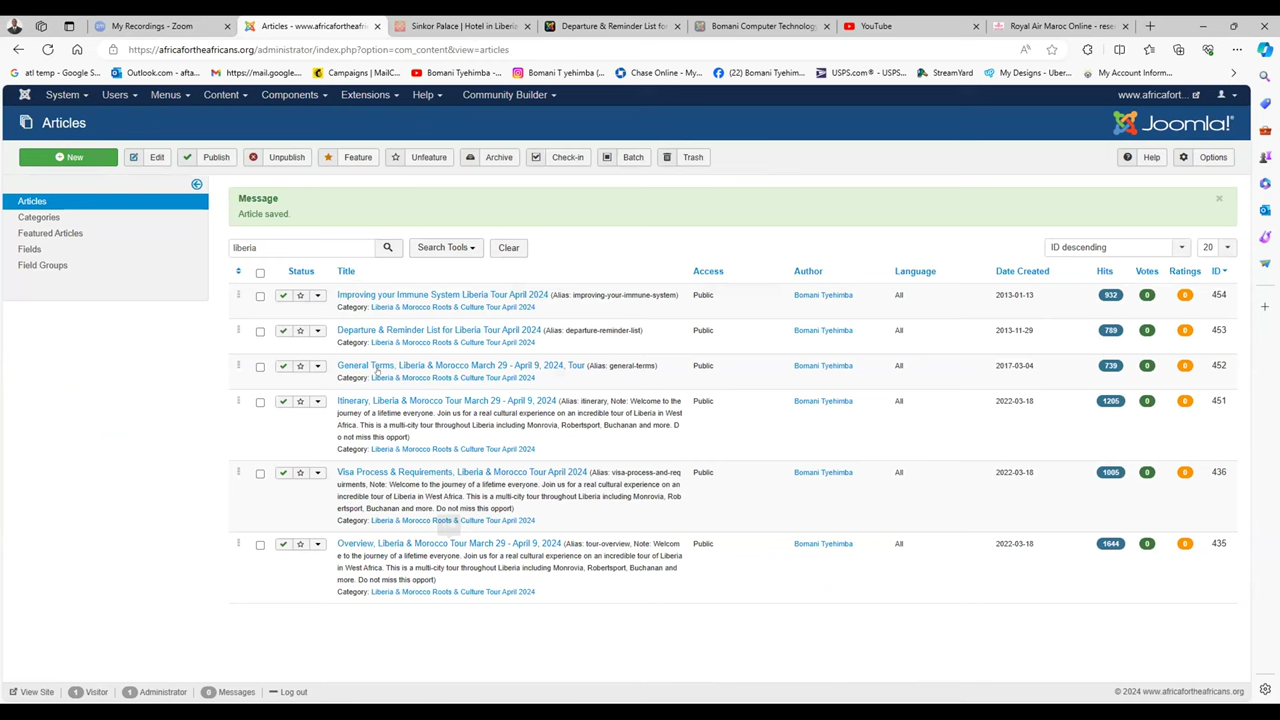 My Recordings - Zoom
Articles - www.africafortheafricans
Sinkor Palace | Hotel in Liberia
Departure & Reminder List for
Bomani Computer Technology
YouTube
Royal Air Maroc Online - rese
https://africafortheafricans.org/administrator/index.php?option=com_content&view=articles
atl temp - Google S...
Outlook.com - afta...
https://mail.google...
Campaigns | MailC...
Bomani Tyehimba -...
Bomani T yehimba (...
Chase Online - My...
(22) Bomani Tyehim...
USPS.com® - USPS...
StreamYard
My Designs - Uber...
My Account Inform...
System
Users
Menus
Content
Components
Extensions
Help
Community Builder
www.africafort...
Articles
Joomla!
New
Edit
Publish
Unpublish
Feature
Unfeature
Archive
Check-in
Batch
Trash
Help
Options
Articles
Categories
Featured Articles
Fields
Field Groups
Message
Article saved.
×
liberia
Search Tools
Clear
ID descending
20
Status
Title
Access
Author
Language
Date Created
Hits
Votes
Ratings
ID
Improving your Immune System Liberia Tour April 2024 (Alias: improving-your-immune-system)
Category: Liberia & Morocco Roots & Culture Tour April 2024
Public
Bomani Tyehimba
All
2013-01-13
932
0
0
454
Departure & Reminder List for Liberia Tour April 2024 (Alias: departure-reminder-list)
Category: Liberia & Morocco Roots & Culture Tour April 2024
Public
Bomani Tyehimba
All
2013-11-29
789
0
0
453
General Terms, Liberia & Morocco March 29 - April 9, 2024, Tour (Alias: general-terms)
Category: Liberia & Morocco Roots & Culture Tour April 2024
Public
Bomani Tyehimba
All
2017-03-04
739
0
0
452
Itinerary, Liberia & Morocco Tour March 29 - April 9, 2024 (Alias: itinerary, Note: Welcome to the
journey of a lifetime everyone. Join us for a real cultural experience on an incredible tour of Liberia in West
Africa. This is a multi-city tour throughout Liberia including Monrovia, Robertsport, Buchanan and more. D
o not miss this opport)
Category: Liberia & Morocco Roots & Culture Tour April 2024
Public
Bomani Tyehimba
All
2022-03-18
1205
0
0
451
Visa Process & Requirements, Liberia & Morocco Tour April 2024 (Alias: visa-process-and-req
uirments, Note: Welcome to the journey of a lifetime everyone. Join us for a real cultural experience on an
incredible tour of Liberia in West Africa. This is a multi-city tour throughout Liberia including Monrovia, Rob
ertsport, Buchanan and more. Do not miss this opport)
Category: Liberia & Morocco Roots & Culture Tour April 2024
Public
Bomani Tyehimba
All
2022-03-18
1005
0
0
436
Overview, Liberia & Morocco Tour March 29 - April 9, 2024 (Alias: tour-overview, Note: Welcom
e to the journey of a lifetime everyone. Join us for a real cultural experience on an incredible tour of Liberia
in West Africa. This is a multi-city tour throughout Liberia including Monrovia, Robertsport, Buchanan and
more. Do not miss this opport)
Category: Liberia & Morocco Roots & Culture Tour April 2024
Public
Bomani Tyehimba
All
2022-03-18
1644
0
0
435
View Site
1 Visitor
1 Administrator
0 Messages
Log out
© 2024 www.africafortheafricans.org